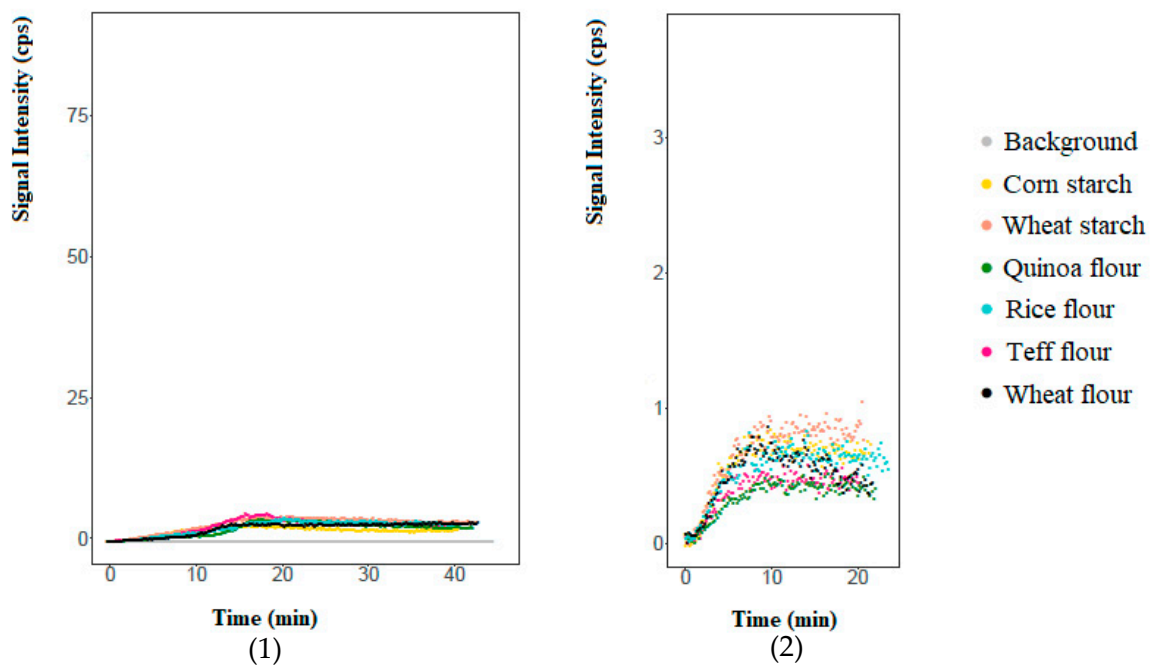 Signal Intensity (cps)
75
50
25
0
0 10 20 30 40
Time (min)
(1)
Signal Intensity (cps)
3
2
1
0
0 10 20
Time (min)
(2)
Background
Corn starch
Wheat starch
Quinoa flour
Rice flour
Teff flour
Wheat flour